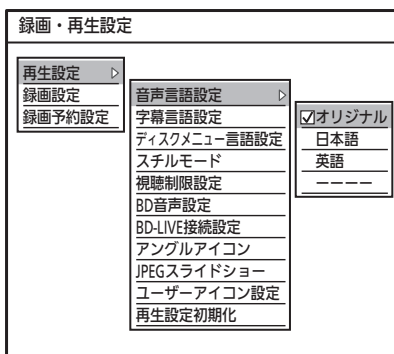 録画・再生設定
再生設定
録画設定
録画予約設定
音声言語設定
字幕言語設定
ディスクメニュー言語設定
スチルモード
視聴制限設定
BD音声設定
BD-LIVE接続設定
アングルアイコン
JPEGスライドショー
ユーザーアイコン設定
再生設定初期化
オリジナル
日本語
英語
ーーーー